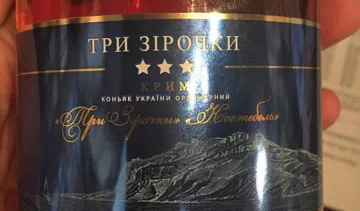 ТРИ ЗІРОЧКИ
КРИМ
КОНЬЯК УКРАЇНИ ОРДИНАРНИЙ
«Три Зірочки» «Коктебель»